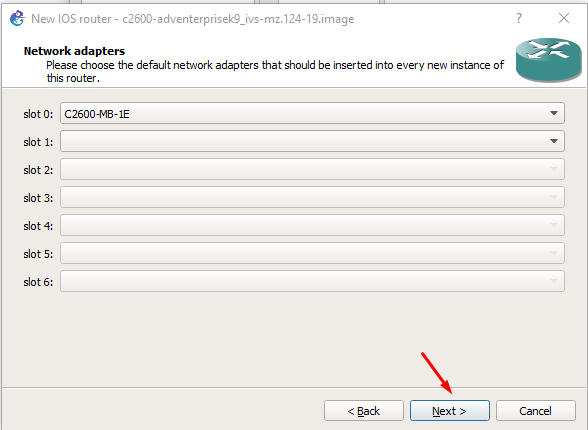 New IOS router - c2600-adventerprisek9_ivs-mz.124-19.image
Network adapters
Please choose the default network adapters that should be inserted into every new instance of
this router.
slot 0: C2600-MB-1E
slot 1:
slot 2:
slot 3:
slot 4:
slot 5:
slot 6:
< Back Next > Cancel